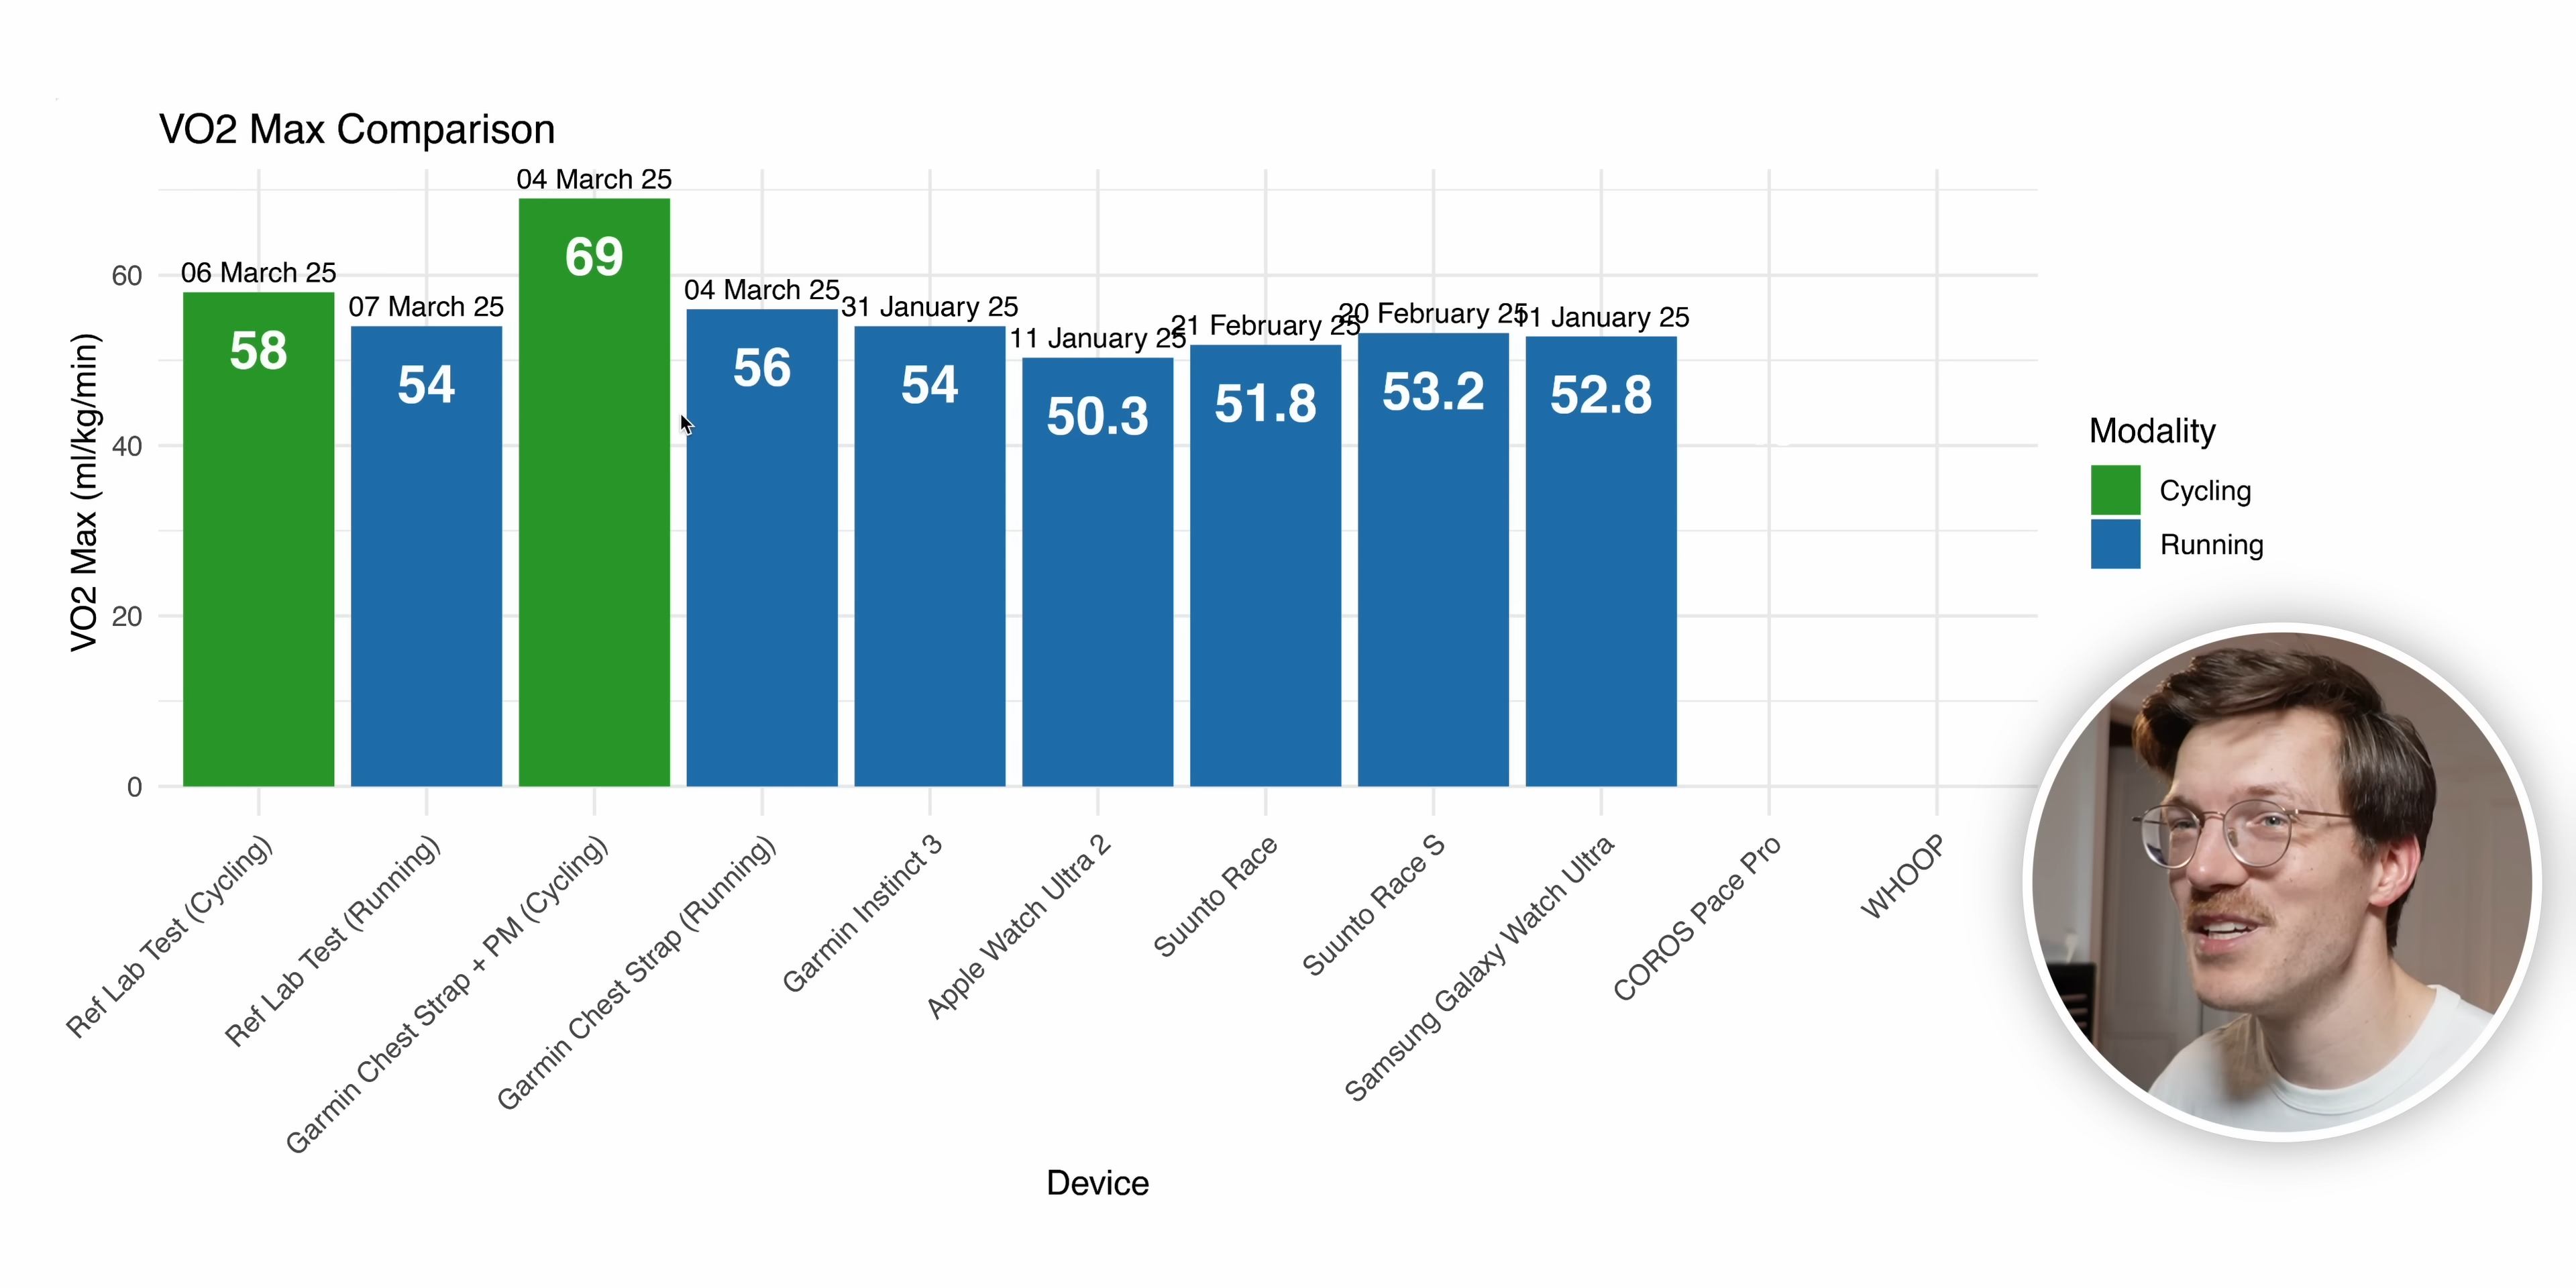 VO2 Max Comparison
04 March 25
06 March 25
07 March 25
04 March 25
31 January 25
11 January 25
21 February 25
20 February 25
11 January 25
69
58
54
56
54
50.3
51.8
53.2
52.8
VO2 Max (ml/kg/min)
60
40
20
0
Modality
Cycling
Running
Ref Lab Test (Cycling)
Ref Lab Test (Running)
Garmin Chest Strap + PM (Cycling)
Garmin Chest Strap (Running)
Garmin Instinct 3
Apple Watch Ultra 2
Suunto Race
Suunto Race S
Samsung Galaxy Watch Ultra
COROS Pace Pro
WHOOP
Device